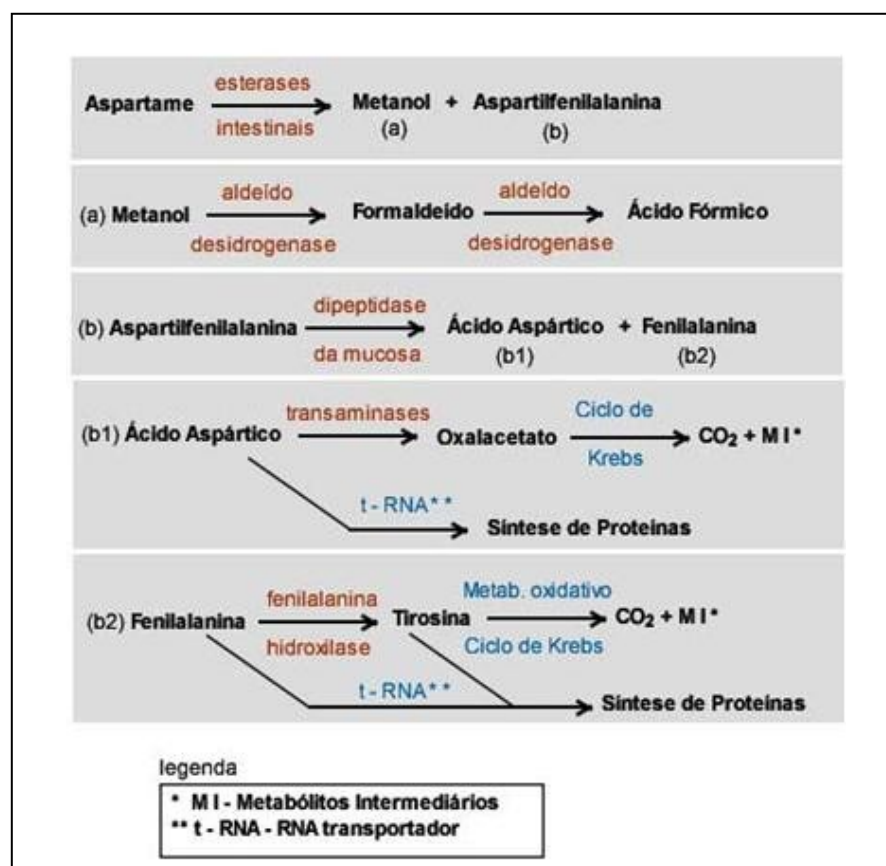 esterases
Aspartame Metanol + Aspartilfenilalanina
intestinais (a) (b)
aldeído aldeído
(a) Metanol Formaldeído Ácido Fórmico
desidrogenase desidrogenase
dipeptidase
(b) Aspartilfenilalanina Ácido Aspártico + Fenilalanina
da mucosa (b1) (b2)
transaminases Ciclo de
(b1) Ácido Aspártico Oxalacetato CO₂ + M I*
Krebs
t - RNA**
Síntese de Proteínas
fenilalanina Metab. oxidativo
(b2) Fenilalanina Tirosina CO₂ + M I*
hidroxilase Ciclo de Krebs
t - RNA**
Síntese de Proteínas
legenda
* M I - Metabólitos Intermediários
** t - RNA - RNA transportador